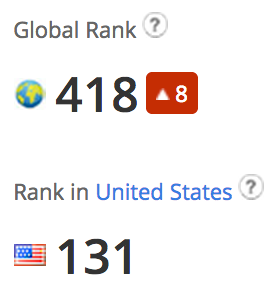 Global Rank ?
418 ▲ 8
Rank in United States ?
131